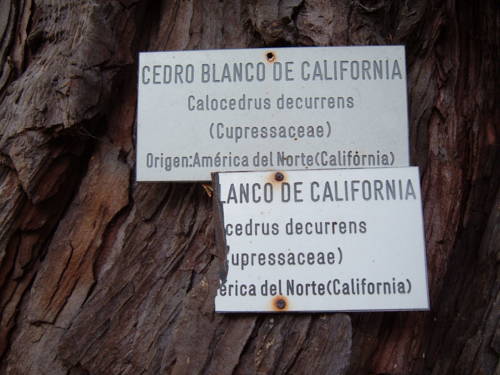 CEDRO BLANCO DE CALIFORNIA
Calocedrus decurrens
(Cupressaceae)
Origen:América del Norte(California)
LANCO DE CALIFORNIA
cedrus decurrens
upressaceae)
érica del Norte(California)